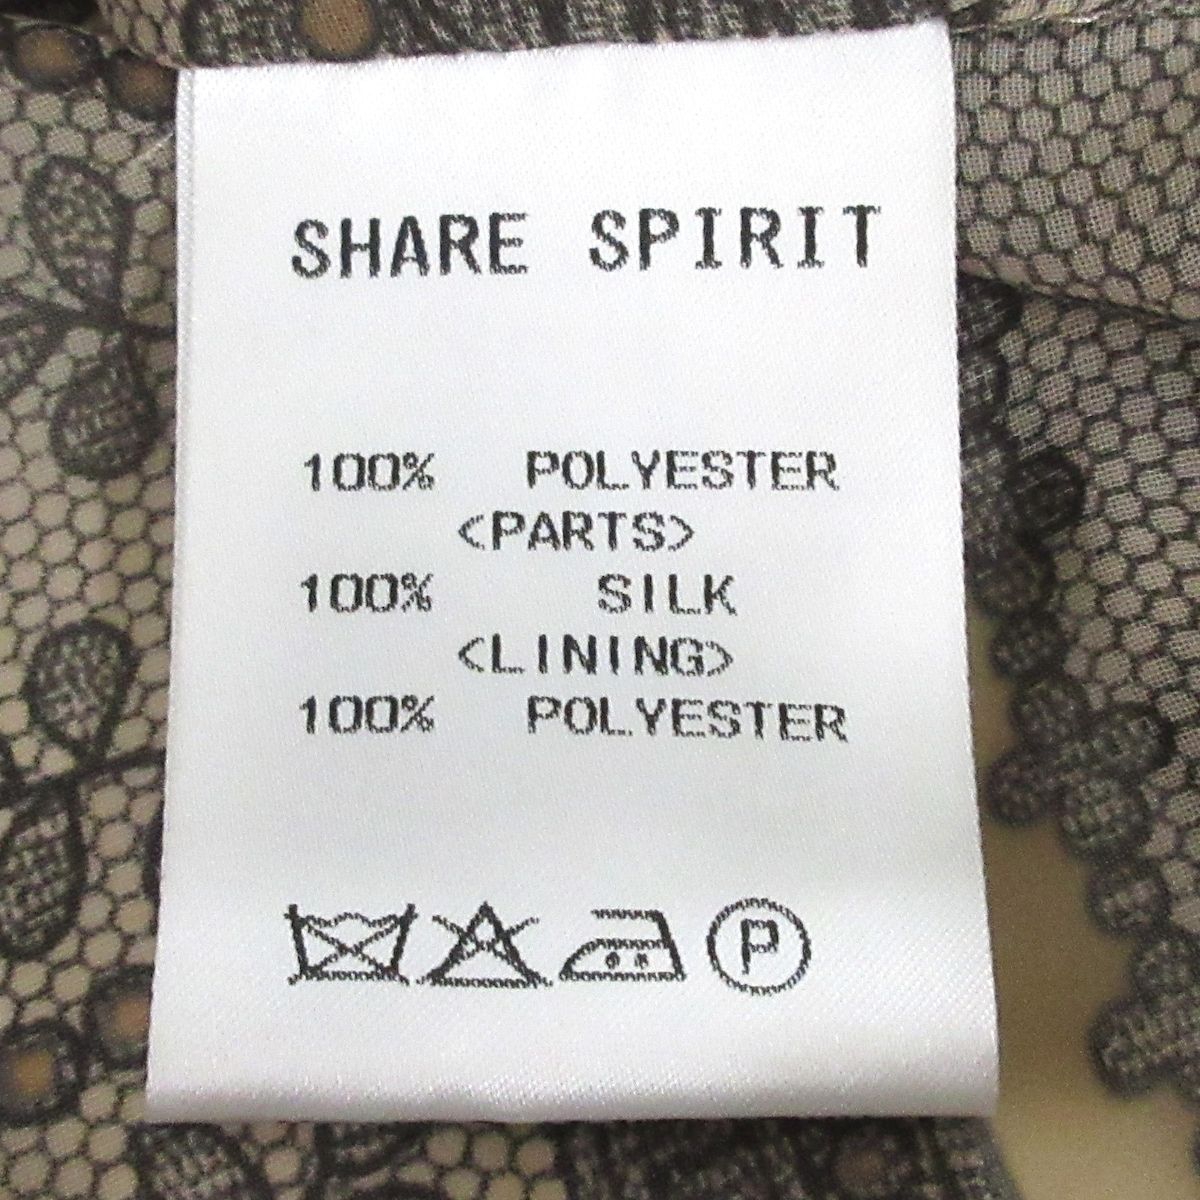 SHARE SPIRIT
100% POLYESTER
<PARTS>
100% SILK
<LINING>
100% POLYESTER
P